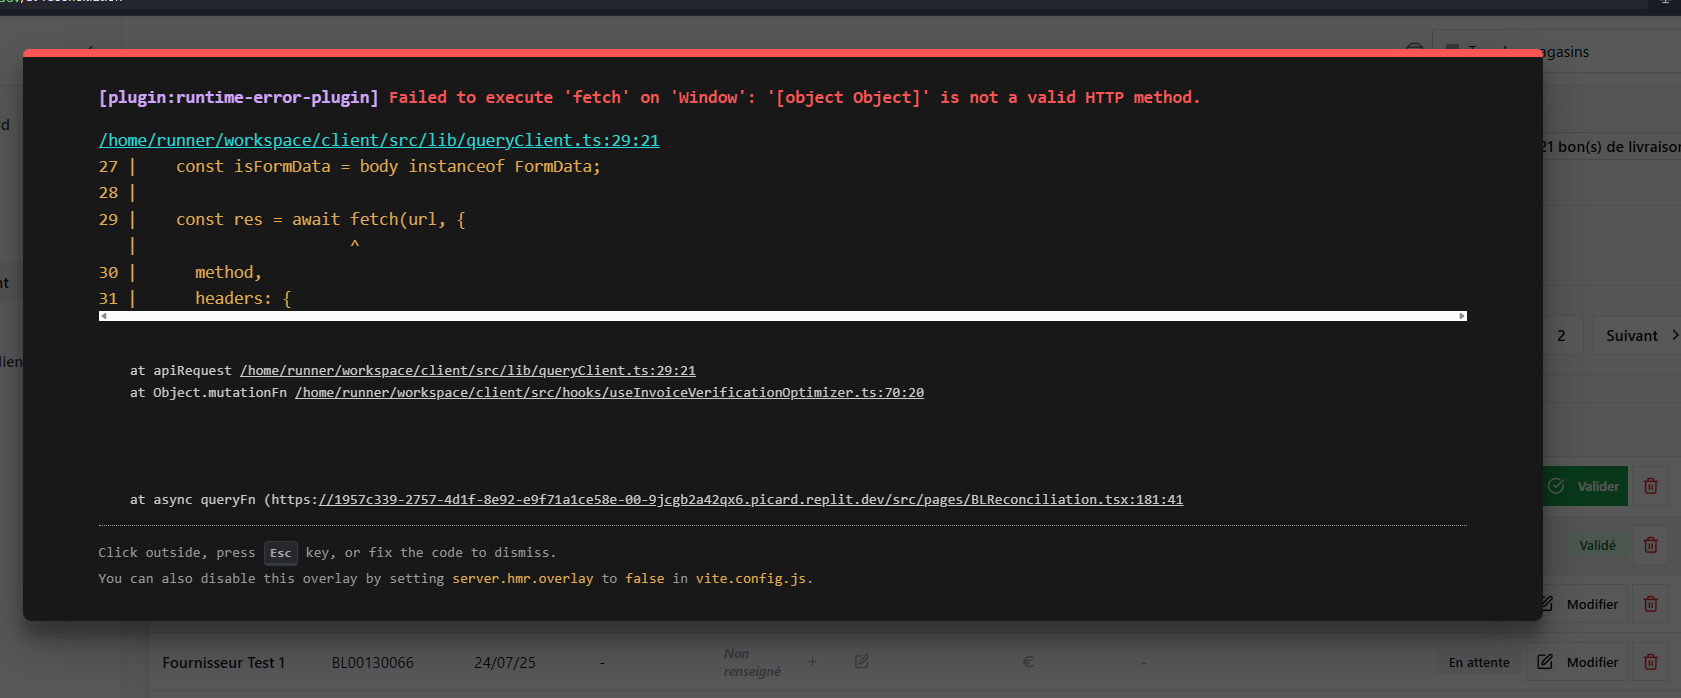 agasins
[plugin:runtime-error-plugin] Failed to execute 'fetch' on 'Window': '[object Object]' is not a valid HTTP method.
d
/home/runner/workspace/client/src/lib/queryClient.ts:29:21
21 bon(s) de livraison
27 | const isFormData = body instanceof FormData;
28 |
29 | const res = await fetch(url, {
| ^
30 | method,
31 | headers: {
nt
2 Suivant
lien
at apiRequest /home/runner/workspace/client/src/lib/queryClient.ts:29:21
at Object.mutationFn /home/runner/workspace/client/src/hooks/useInvoiceVerificationOptimizer.ts:70:20
Valider
at async queryFn (https://1957c339-2757-4d1f-8e92-e9f71a1ce58e-00-9jcgb2a42qx6.picard.replit.dev/src/pages/BLReconciliation.tsx:181:41
Validé
Click outside, press Esc key, or fix the code to dismiss.
You can also disable this overlay by setting server.hmr.overlay to false in vite.config.js.
Modifier
Fournisseur Test 1 BL00130066 24/07/25 - Non renseigné + € - En attente Modifier